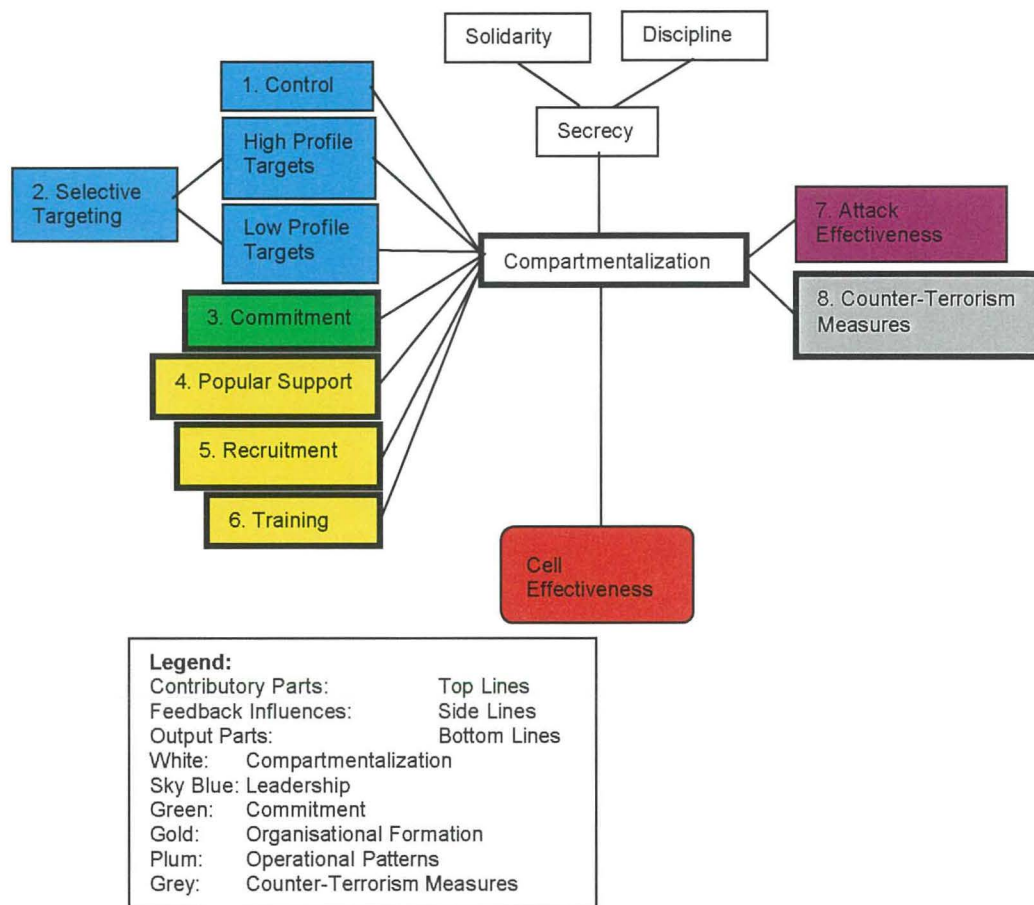 Solidarity
Discipline
1. Control
Secrecy
High Profile
Targets
2. Selective
Targeting
7. Attack
Effectiveness
Low Profile
Targets
Compartmentalization
8. Counter-Terrorism
Measures
3. Commitment
4. Popular Support
5. Recruitment
6. Training
Cell
Effectiveness
Legend:
Contributory Parts: Top Lines
Feedback Influences: Side Lines
Output Parts: Bottom Lines
White: Compartmentalization
Sky Blue: Leadership
Green: Commitment
Gold: Organisational Formation
Plum: Operational Patterns
Grey: Counter-Terrorism Measures